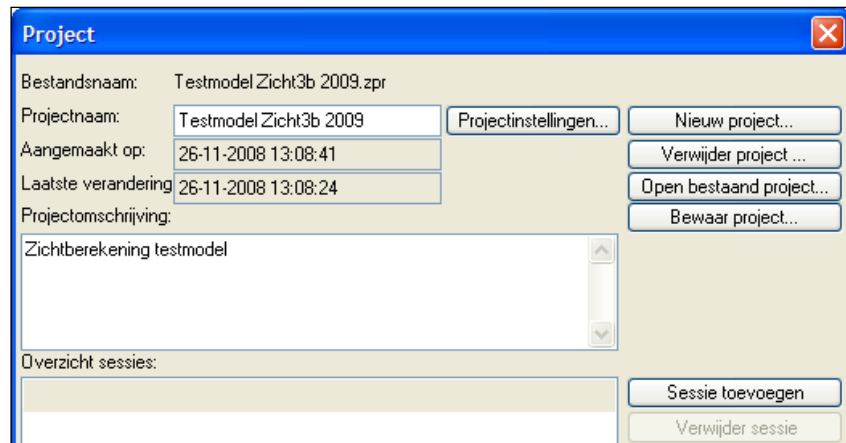 Project
Bestandsnaam: Testmodel Zicht3b 2009.zpr
Projectnaam: Testmodel Zicht3b 2009 Projectinstellingen... Nieuw project...
Aangemaakt op: 26-11-2008 13:08:41 Verwijder project ...
Laatste verandering 26-11-2008 13:08:24 Open bestaand project...
Projectomschrijving: Bewaar project...
Zichtberekening testmodel
Overzicht sessies:
Sessie toevoegen
Verwijder sessie